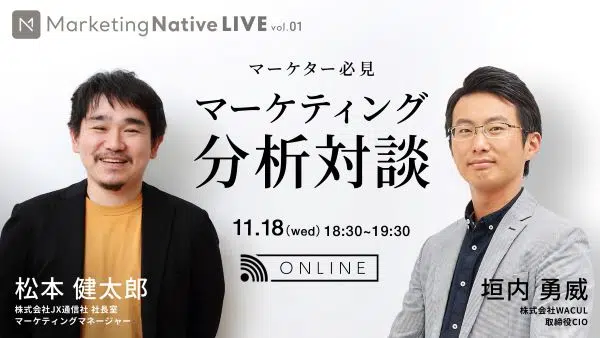 Marketing Native LIVE vol.01
マーケター必見
マーケティング
分析対談
11.18(wed) 18:30~19:30
ONLINE
松本 健太郎
株式会社JX通信社 社長室
マーケティングマネージャー
垣内 勇威
株式会社WACUL
取締役CIO